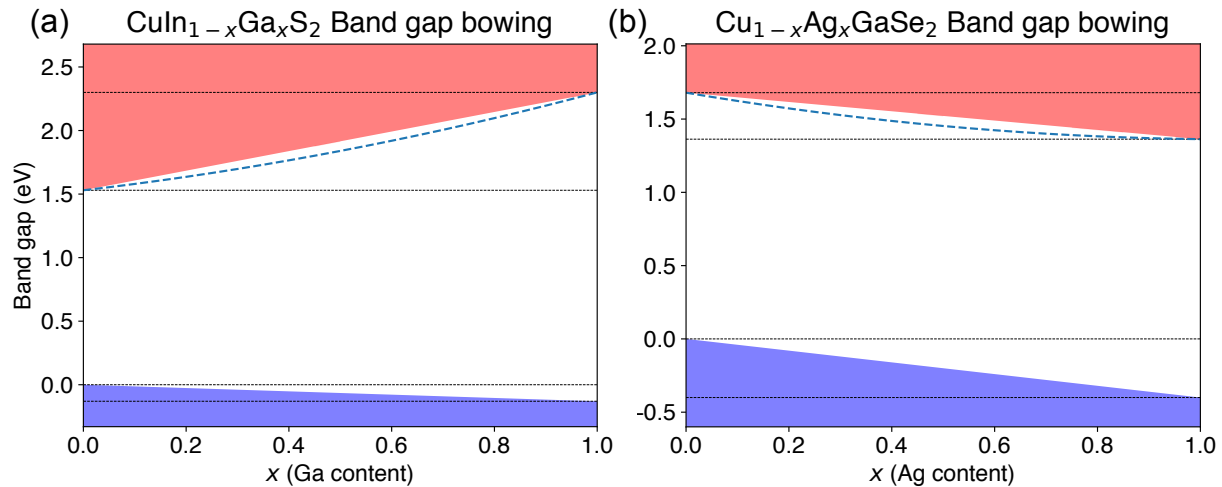 (a) CuIn₁₋ₓGaₓS₂ Band gap bowing
2.5
2.0
1.5
1.0
0.5
0.0
Band gap (eV)
0.0 0.2 0.4 0.6 0.8 1.0
x (Ga content)
(b) Cu₁₋ₓAgₓGaSe₂ Band gap bowing
2.0
1.5
1.0
0.5
0.0
-0.5
0.0 0.2 0.4 0.6 0.8 1.0
x (Ag content)